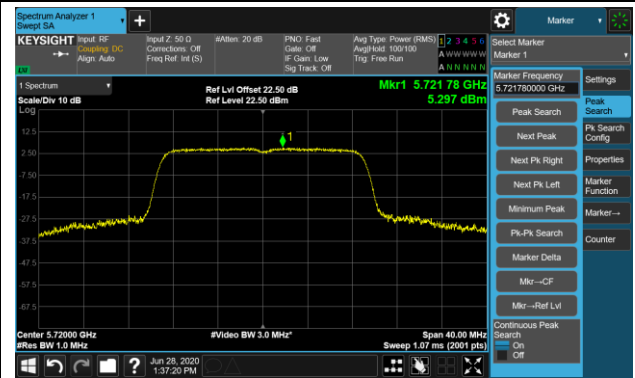 Spectrum Analyzer 1
Swept SA
Marker
KEYSIGHT
Input: RF
Coupling: DC
Align: Auto
Input Z: 50 Ω
Corrections: Off
Freq Ref: Int (S)
#Atten: 20 dB
PNO: Fast
Gate: Off
IF Gain: Low
Sig Track: Off
Avg Type: Power (RMS)
Avg|Hold: 100/100
Trig: Free Run
1 2 3 4 5 6
A W W W W W
A N N N N N
Select Marker
Marker 1
1 Spectrum
Scale/Div 10 dB
Log
Ref Lvl Offset 22.50 dB
Ref Level 22.50 dBm
Mkr1 5.721 78 GHz
5.297 dBm
1
12.5
2.50
-7.50
-17.5
-27.5
-37.5
-47.5
-57.5
-67.5
Center 5.72000 GHz
#Res BW 1.0 MHz
#Video BW 3.0 MHz*
Span 40.00 MHz
Sweep 1.07 ms (2001 pts)
Marker Frequency
5.721780000 GHz
Peak Search
Next Peak
Next Pk Right
Next Pk Left
Minimum Peak
Pk-Pk Search
Marker Delta
Mkr→CF
Mkr→Ref Lvl
Continuous Peak
Search
On
Off
Settings
Peak
Search
Pk Search
Config
Properties
Marker
Function
Marker→
Counter
?
Jun 28, 2020
1:37:20 PM